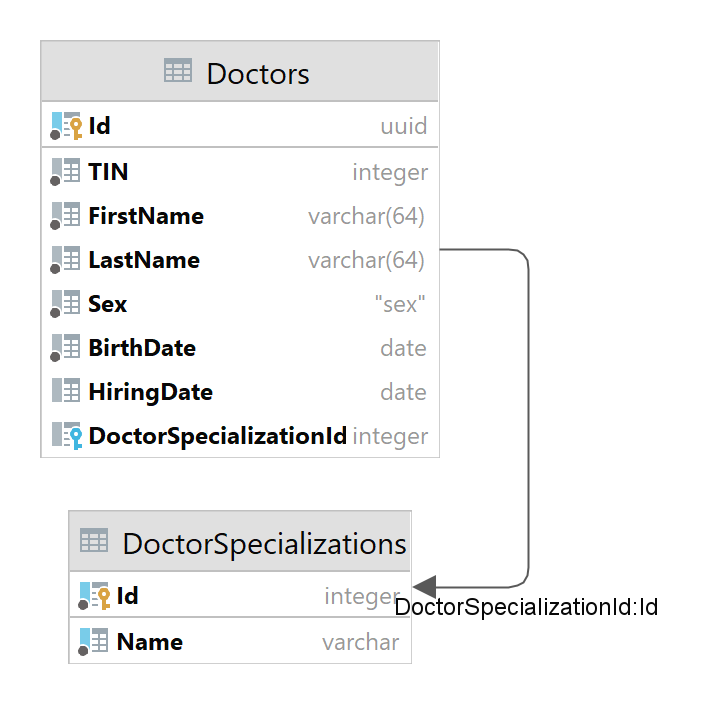 Doctors
Id uuid
TIN integer
FirstName varchar(64)
LastName varchar(64)
Sex "sex"
BirthDate date
HiringDate date
DoctorSpecializationId integer
DoctorSpecializations
Id integer
DoctorSpecializationId:Id
Name varchar